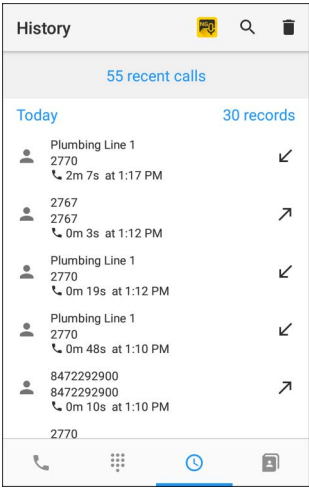 History
55 recent calls
Today 30 records
Plumbing Line 1
2770
2m 7s at 1:17 PM
2767
2767
0m 3s at 1:12 PM
Plumbing Line 1
2770
0m 19s at 1:12 PM
Plumbing Line 1
2770
0m 48s at 1:10 PM
8472292900
8472292900
0m 10s at 1:10 PM
2770